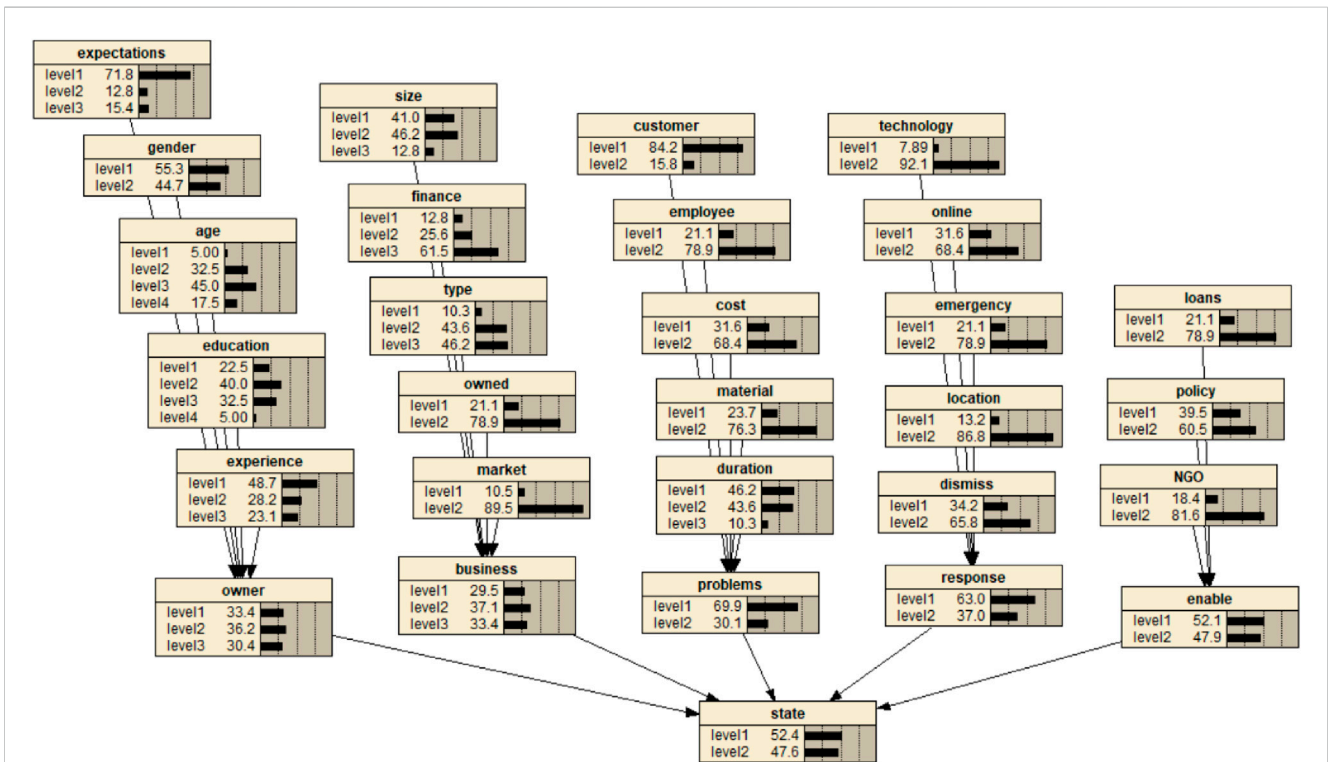 expectations
level1 71.8
level2 12.8
level3 15.4
gender
level1 55.3
level2 44.7
age
level1 5.00
level2 32.5
level3 45.0
level4 17.5
education
level1 22.5
level2 40.0
level3 32.5
level4 5.00
experience
level1 48.7
level2 28.2
level3 23.1
owner
level1 33.4
level2 36.2
level3 30.4
size
level1 41.0
level2 46.2
level3 12.8
finance
level1 12.8
level2 25.6
level3 61.5
type
level1 10.3
level2 43.6
level3 46.2
owned
level1 21.1
level2 78.9
market
level1 10.5
level2 89.5
business
level1 29.5
level2 37.1
level3 33.4
customer
level1 84.2
level2 15.8
employee
level1 21.1
level2 78.9
cost
level1 31.6
level2 68.4
material
level1 23.7
level2 76.3
duration
level1 46.2
level2 43.6
level3 10.3
problems
level1 69.9
level2 30.1
technology
level1 7.89
level2 92.1
online
level1 31.6
level2 68.4
emergency
level1 21.1
level2 78.9
location
level1 13.2
level2 86.8
dismiss
level1 34.2
level2 65.8
response
level1 63.0
level2 37.0
loans
level1 21.1
level2 78.9
policy
level1 39.5
level2 60.5
NGO
level1 18.4
level2 81.6
enable
level1 52.1
level2 47.9
state
level1 52.4
level2 47.6